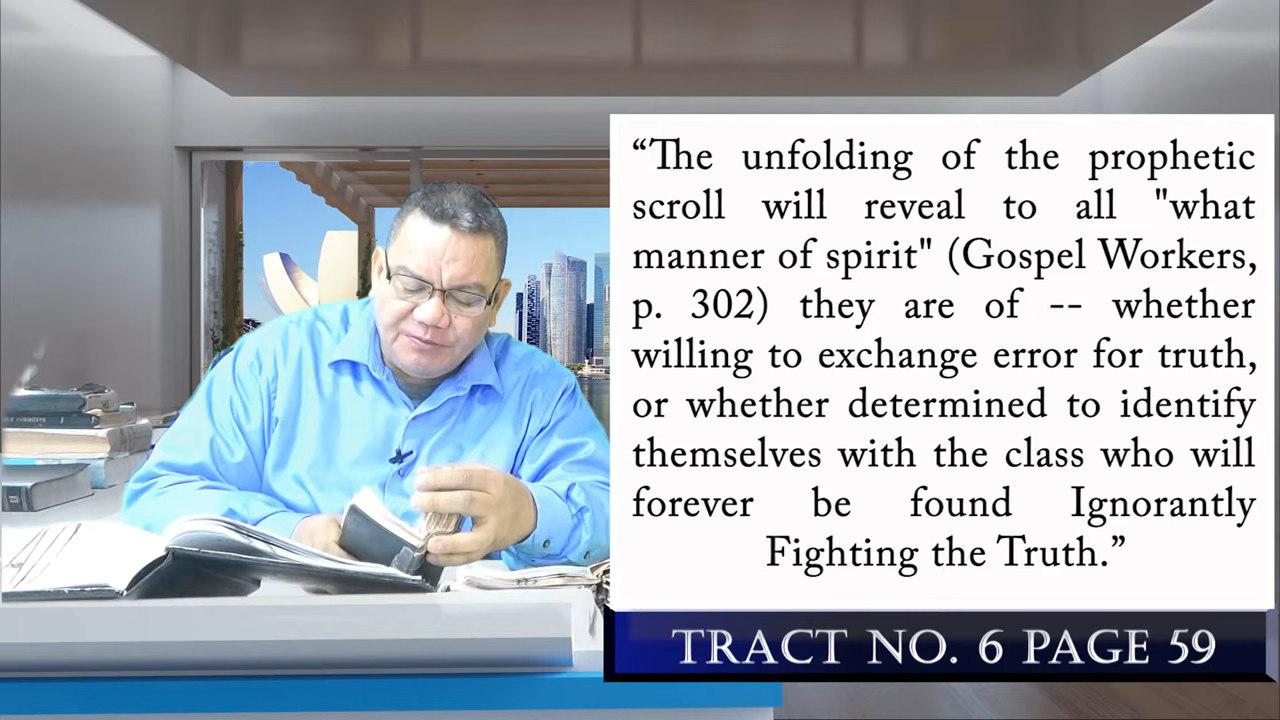 “The unfolding of the prophetic
scroll will reveal to all "what
manner of spirit" (Gospel Workers,
p. 302) they are of -- whether
willing to exchange error for truth,
or whether determined to identify
themselves with the class who will
forever be found Ignorantly
Fighting the Truth.”
TRACT NO. 6 PAGE 59